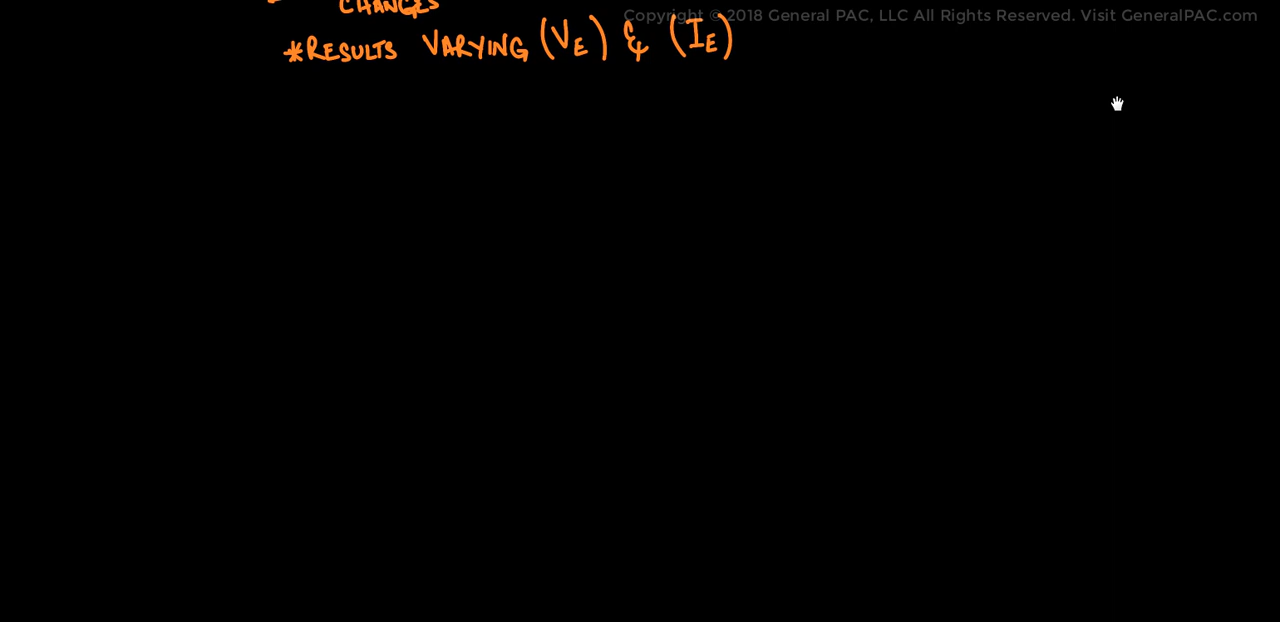 CHANGES
Copyright © 2018 General PAC, LLC All Rights Reserved. Visit GeneralPAC.com
*RESULTS VARYING (VE) & (IE)